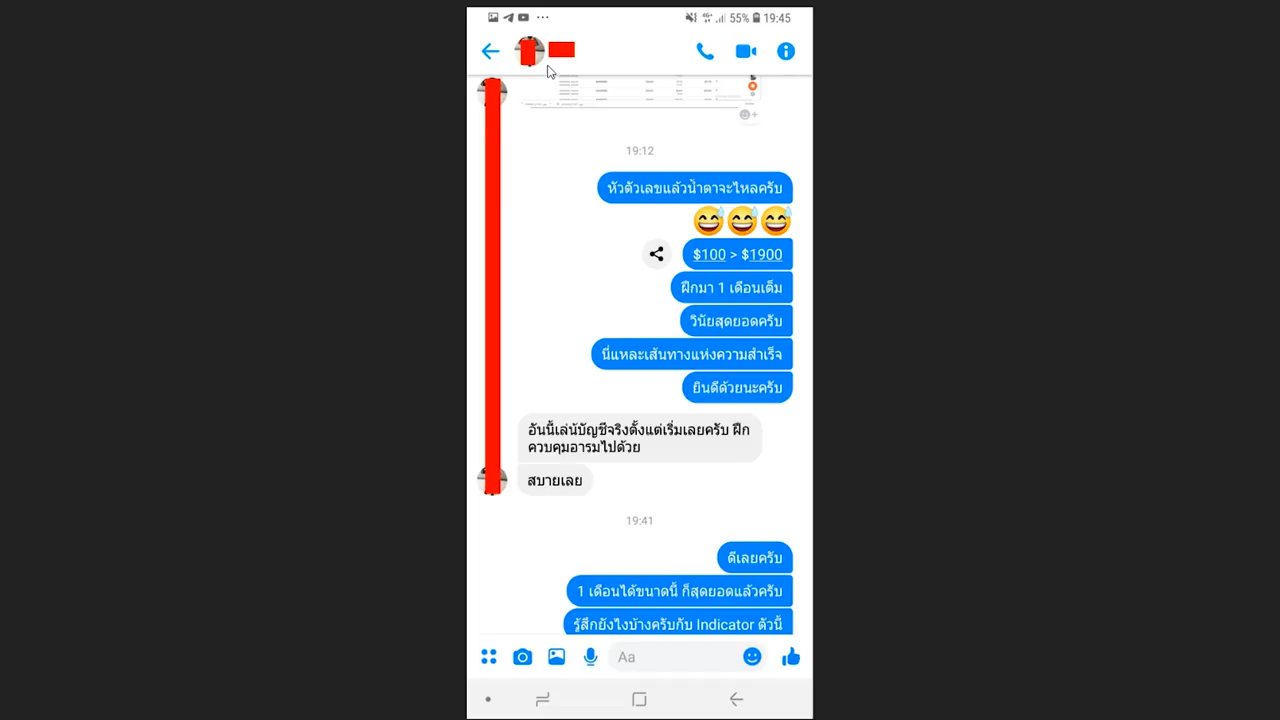 55% 19:45
19:12
หัวตัวเลขแล้วน้ำตาจะไหลครับ
$100 > $1900
ฝึกมา 1 เดือนเต็ม
วินัยสุดยอดครับ
นี่แหละเส้นทางแห่งความสำเร็จ
ยินดีด้วยนะครับ
อันนี้เล่น้บัญชีจริงตั้งแต่เริ่มเลยครับ ฝึก
ควบคุมอารมไปด้วย
สบายเลย
19:41
ดีเลยครับ
1 เดือนได้ขนาดนี้ ก็สุดยอดแล้วครับ
รู้สึกยังไงบ้างครับกับ Indicator ตัวนี้
Aa